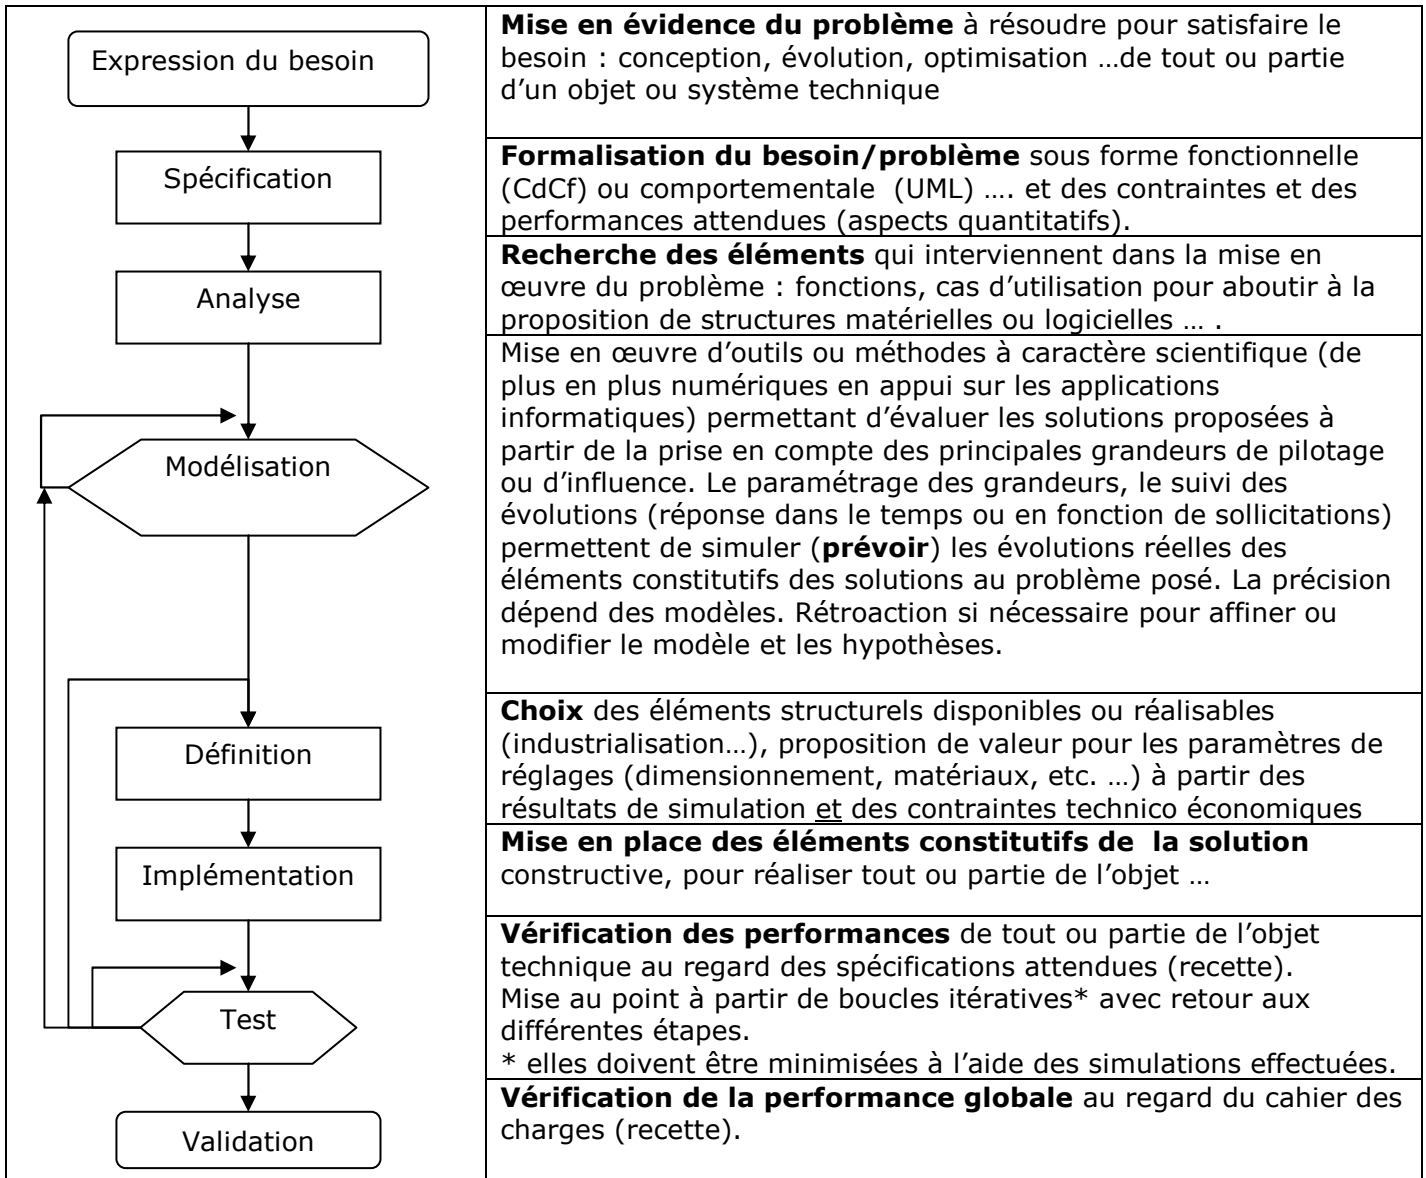 Expression du besoin
Mise en évidence du problème à résoudre pour satisfaire le
besoin : conception, évolution, optimisation …de tout ou partie
d’un objet ou système technique
Spécification
Formalisation du besoin/problème sous forme fonctionnelle
(CdCf) ou comportementale (UML) …. et des contraintes et des
performances attendues (aspects quantitatifs).
Analyse
Recherche des éléments qui interviennent dans la mise en
œuvre du problème : fonctions, cas d’utilisation pour aboutir à la
proposition de structures matérielles ou logicielles … .
Modélisation
Mise en œuvre d’outils ou méthodes à caractère scientifique (de
plus en plus numériques en appui sur les applications
informatiques) permettant d’évaluer les solutions proposées à
partir de la prise en compte des principales grandeurs de pilotage
ou d’influence. Le paramétrage des grandeurs, le suivi des
évolutions (réponse dans le temps ou en fonction de sollicitations)
permettent de simuler (prévoir) les évolutions réelles des
éléments constitutifs des solutions au problème posé. La précision
dépend des modèles. Rétroaction si nécessaire pour affiner ou
modifier le modèle et les hypothèses.
Définition
Choix des éléments structurels disponibles ou réalisables
(industrialisation…), proposition de valeur pour les paramètres de
réglages (dimensionnement, matériaux, etc. …) à partir des
résultats de simulation et des contraintes technico économiques
Implémentation
Mise en place des éléments constitutifs de la solution
constructive, pour réaliser tout ou partie de l’objet …
Test
Vérification des performances de tout ou partie de l’objet
technique au regard des spécifications attendues (recette).
Mise au point à partir de boucles itératives* avec retour aux
différentes étapes.
* elles doivent être minimisées à l’aide des simulations effectuées.
Validation
Vérification de la performance globale au regard du cahier des
charges (recette).